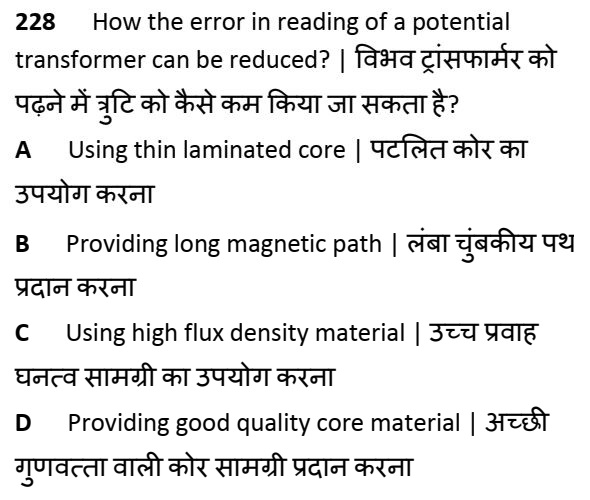 228 How the error in reading of a potential
transformer can be reduced? | विभव ट्रांसफार्मर को
पढ़ने में त्रुटि को कैसे कम किया जा सकता है?
A Using thin laminated core | पटलित कोर का
उपयोग करना
B Providing long magnetic path | लंबा चुंबकीय पथ
प्रदान करना
C Using high flux density material | उच्च प्रवाह
घनत्व सामग्री का उपयोग करना
D Providing good quality core material | अच्छी
गुणवत्ता वाली कोर सामग्री प्रदान करना